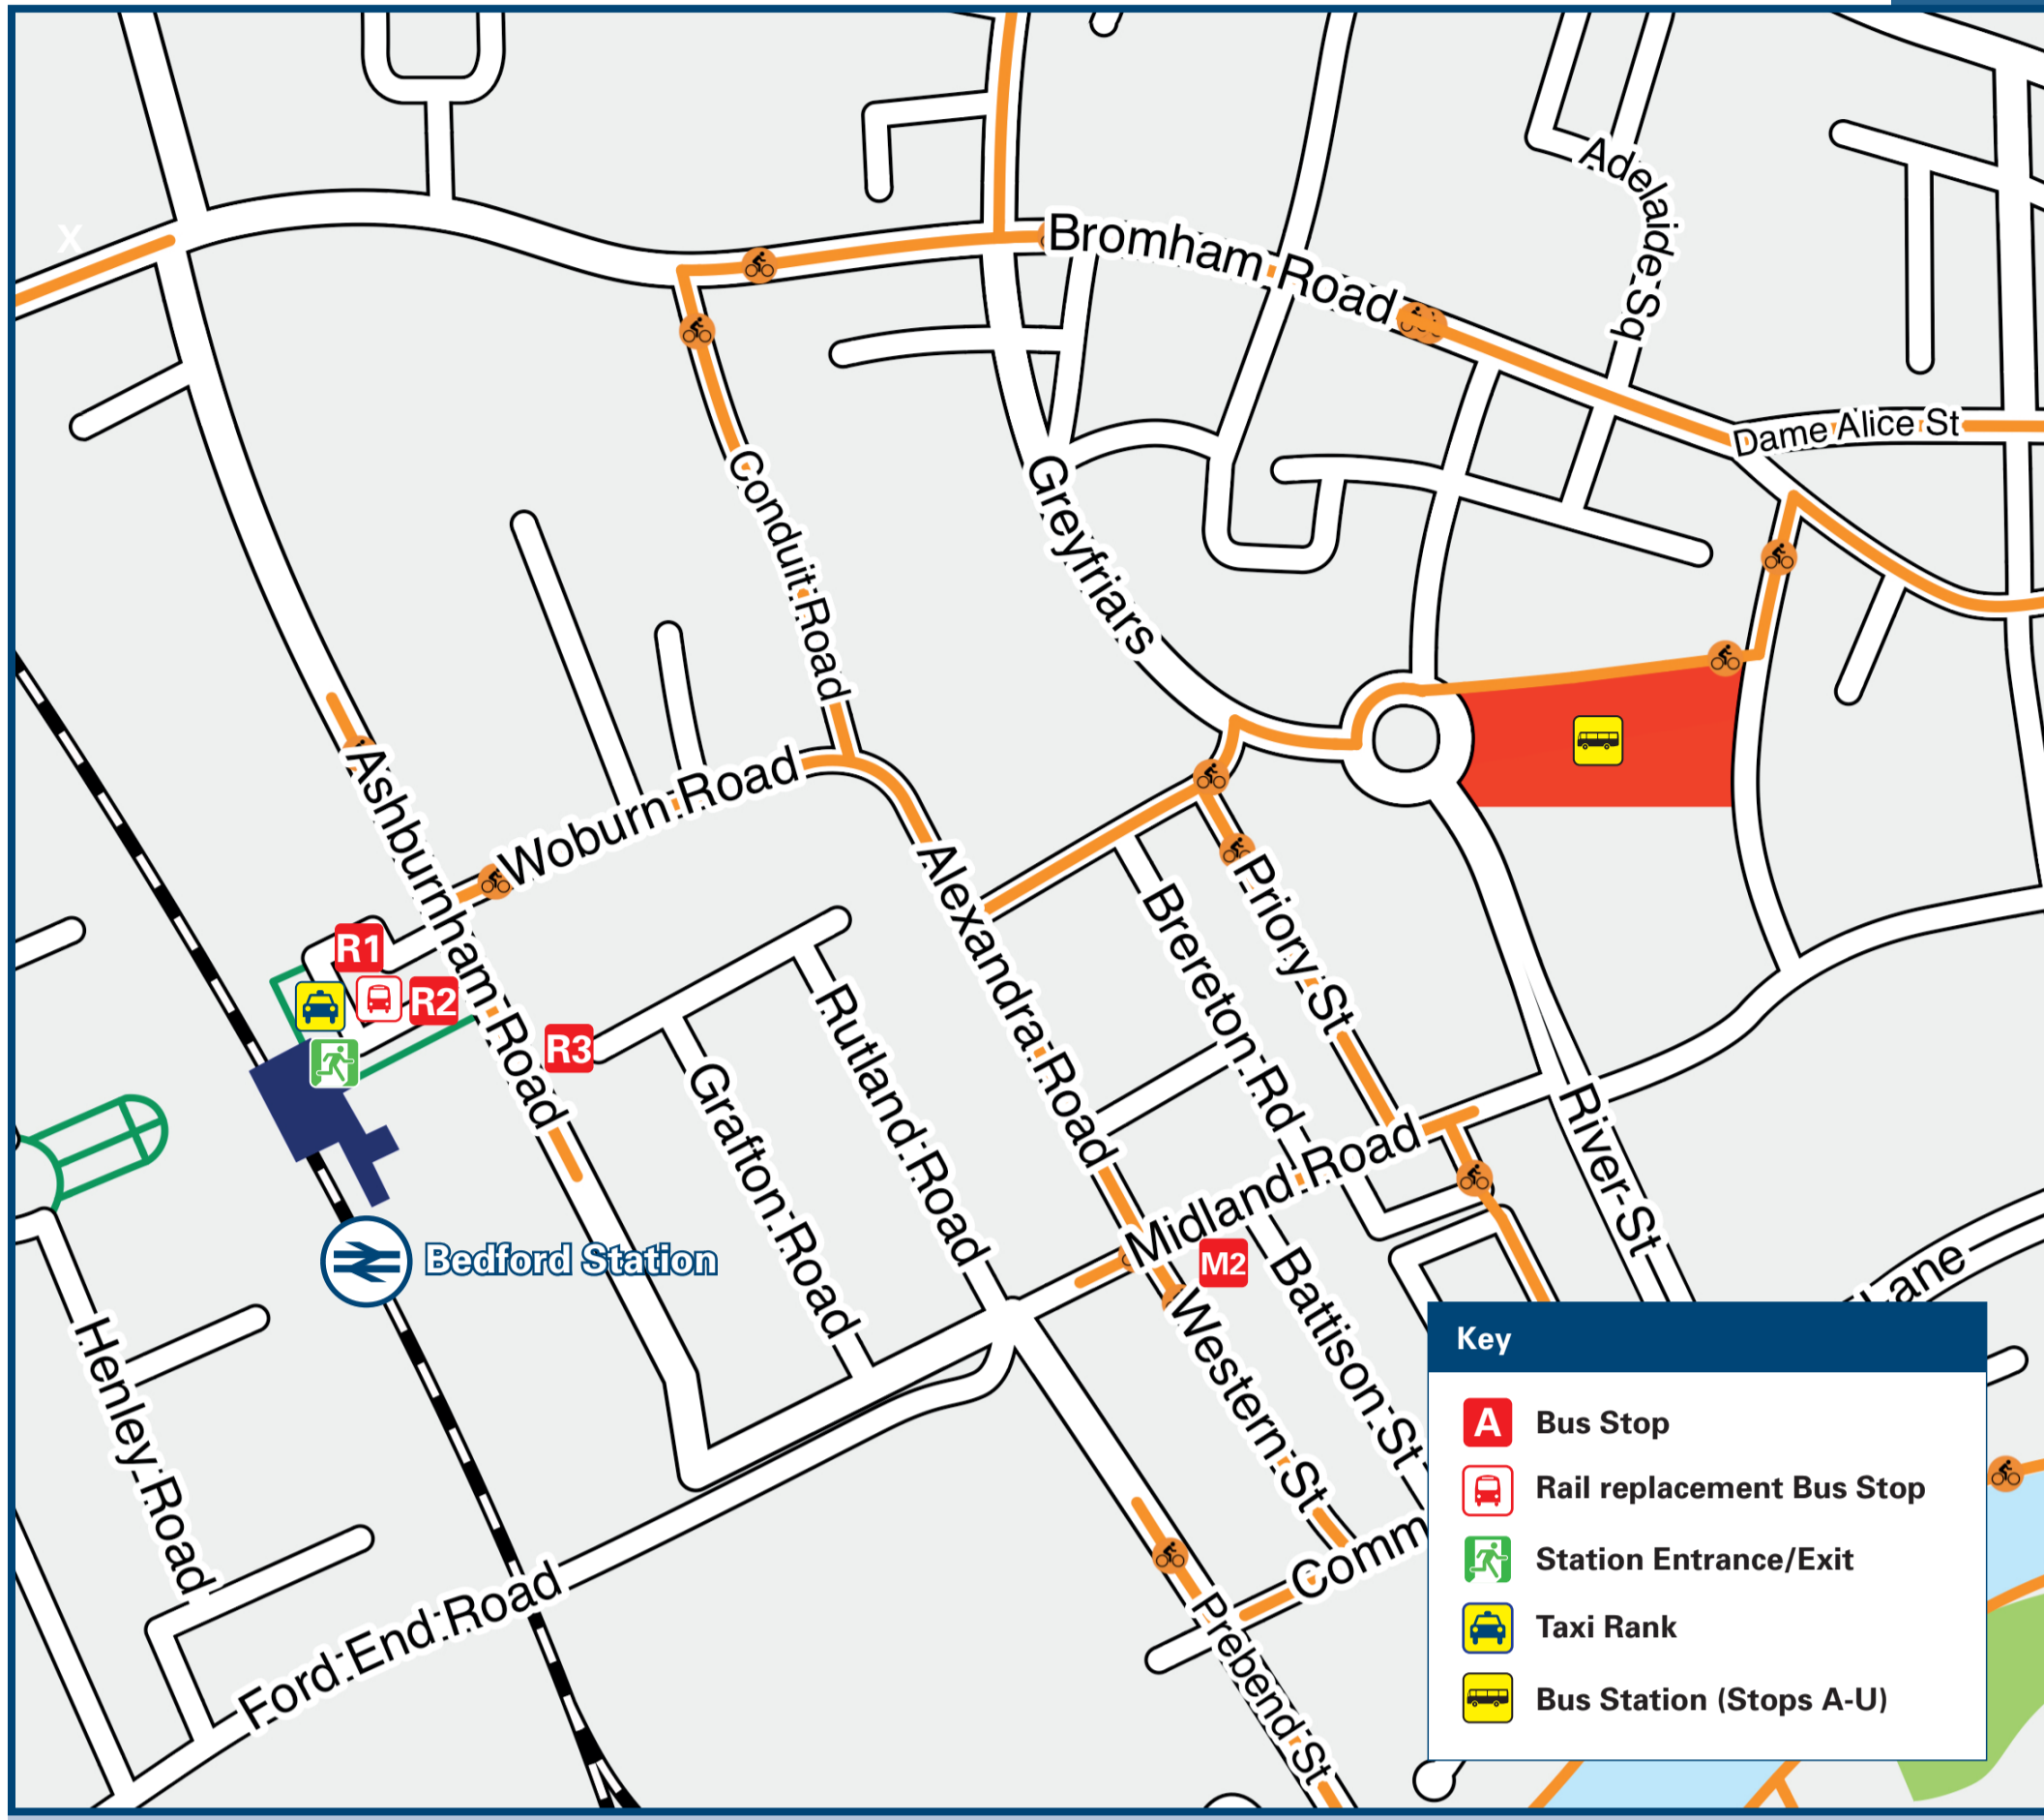 X
Bromham Road
Adelaide Sq
Dame Alice St
Conduit Road
Greyfriars
Ashburnham Road
Woburn Road
Alexandra Road
Priory St
Brereton Rd
R1
R2
R3
Rutland Road
Grafton Road
Midland Road
River St
M2
Bedford Station
Battison St
Western St
Lane
Henley Road
Ford End Road
Comm
Prebend St
Key
A Bus Stop
Rail replacement Bus Stop
Station Entrance/Exit
Taxi Rank
Bus Station (Stops A-U)